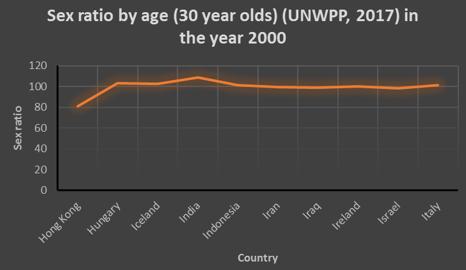 Sex ratio by age (30 year olds) (UNWPP, 2017) in
the year 2000
120
100
80
60
40
20
0
Sex ratio
Hong Kong
Hungary
Iceland
India
Indonesia
Iran
Iraq
Ireland
Israel
Italy
Country